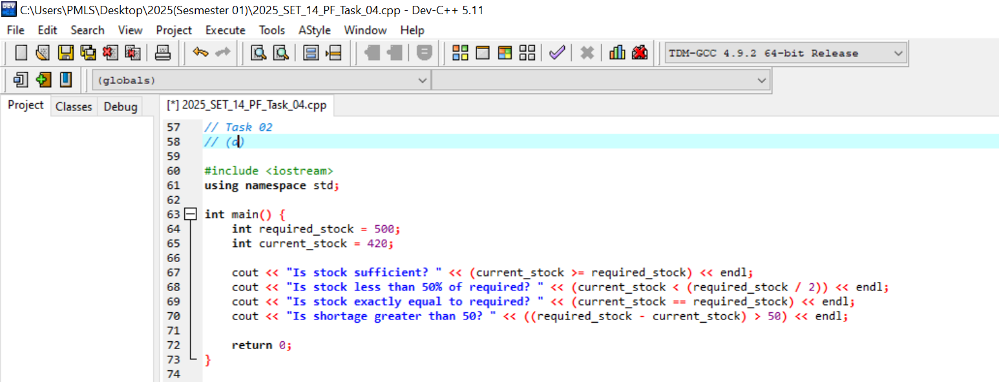 C:\Users\PMLS\Desktop\2025(Sesmester 01)\2025_SET_14_PF_Task_04.cpp - Dev-C++ 5.11
File Edit Search View Project Execute Tools AStyle Window Help
TDM-GCC 4.9.2 64-bit Release
(globals)
Project Classes Debug [*] 2025_SET_14_PF_Task_04.cpp
57 // Task 02
58 // (a)
59
60 #include <iostream>
61 using namespace std;
62
63 int main() {
64 int required_stock = 500;
65 int current_stock = 420;
66
67 cout << "Is stock sufficient? " << (current_stock >= required_stock) << endl;
68 cout << "Is stock less than 50% of required? " << (current_stock < (required_stock / 2)) << endl;
69 cout << "Is stock exactly equal to required? " << (current_stock == required_stock) << endl;
70 cout << "Is shortage greater than 50? " << ((required_stock - current_stock) > 50) << endl;
71
72 return 0;
73 }
74